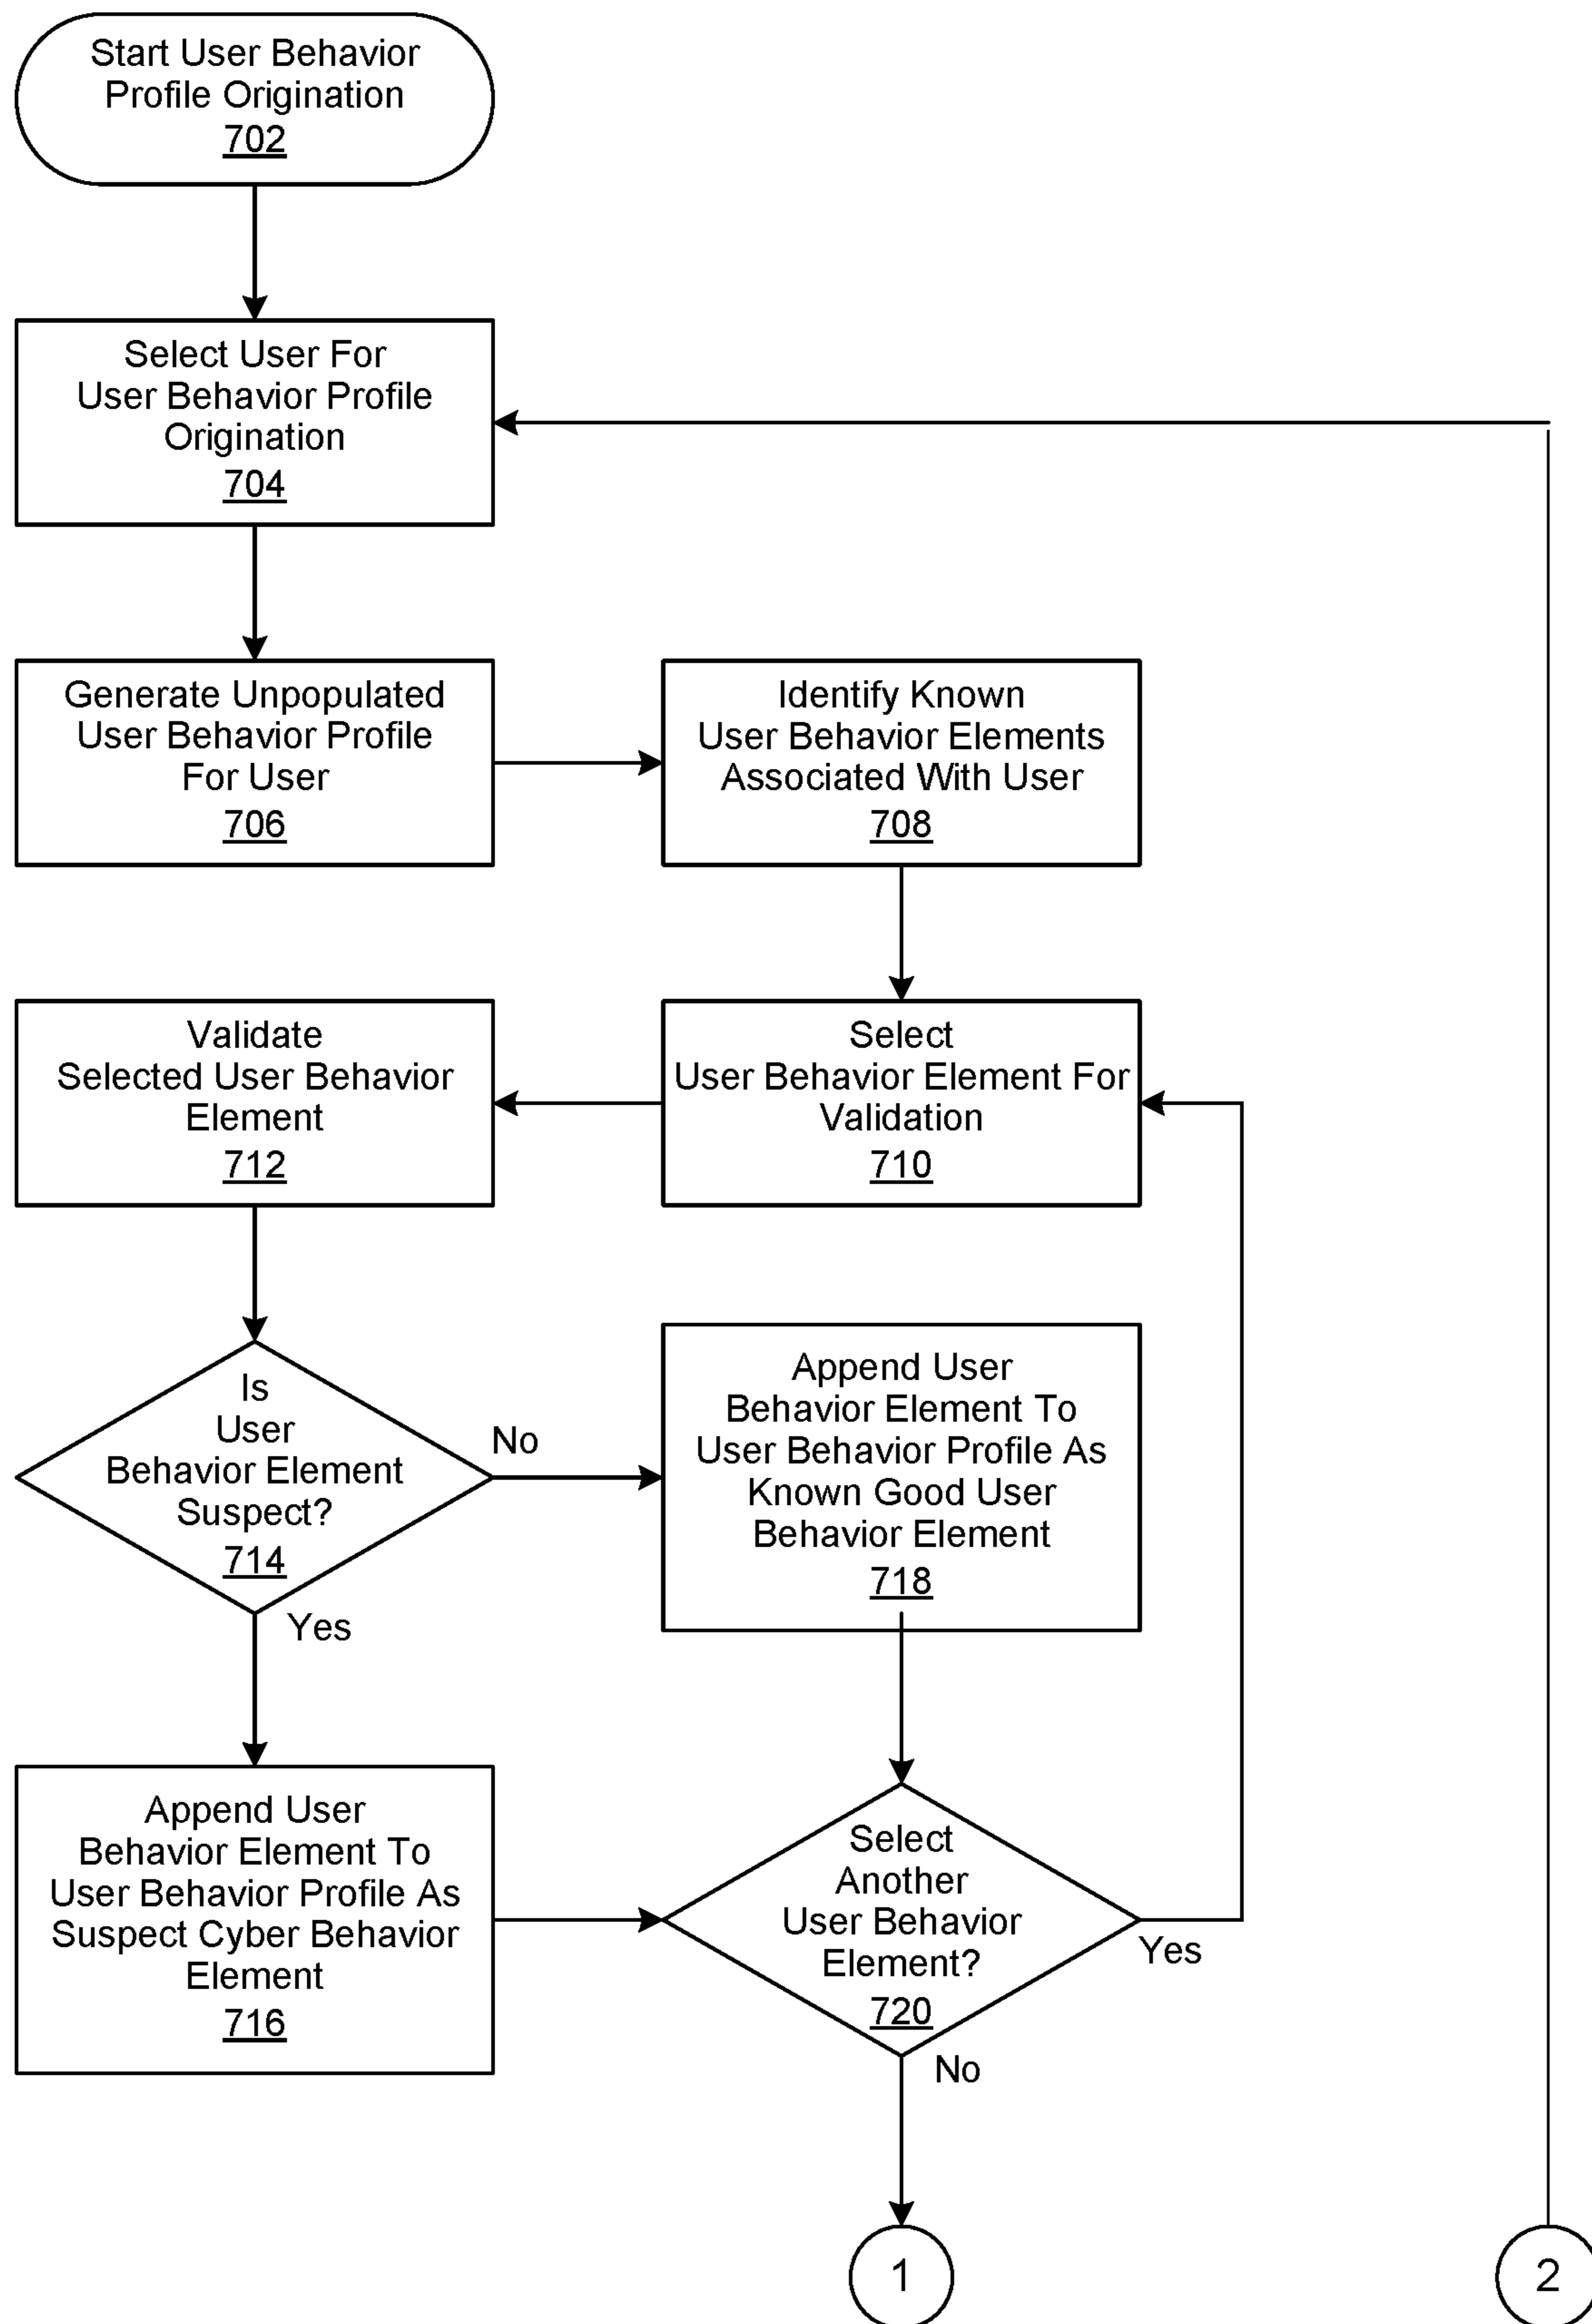 Start User Behavior
Profile Origination
702
Select User For
User Behavior Profile
Origination
704
Generate Unpopulated
User Behavior Profile
For User
706
Identify Known
User Behavior Elements
Associated With User
708
Select
User Behavior Element For
Validation
710
Validate
Selected User Behavior
Element
712
Is
User
Behavior Element
Suspect?
714
No
Yes
Append User
Behavior Element To
User Behavior Profile As
Known Good User
Behavior Element
718
Append User
Behavior Element To
User Behavior Profile As
Suspect Cyber Behavior
Element
716
Select
Another
User Behavior
Element?
720
Yes
No
1
2